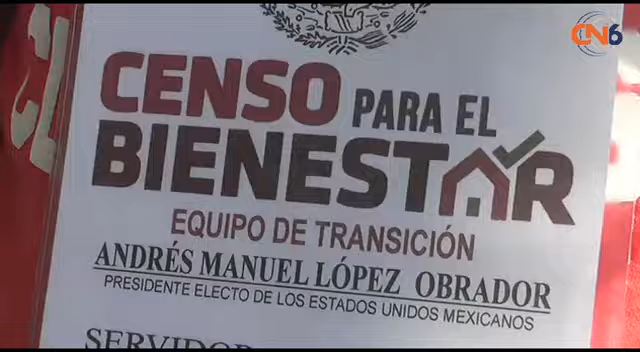 CN6
CENSO PARA EL
BIENESTAR
EQUIPO DE TRANSICIÓN
ANDRÉS MANUEL LÓPEZ OBRADOR
PRESIDENTE ELECTO DE LOS ESTADOS UNIDOS MEXICANOS